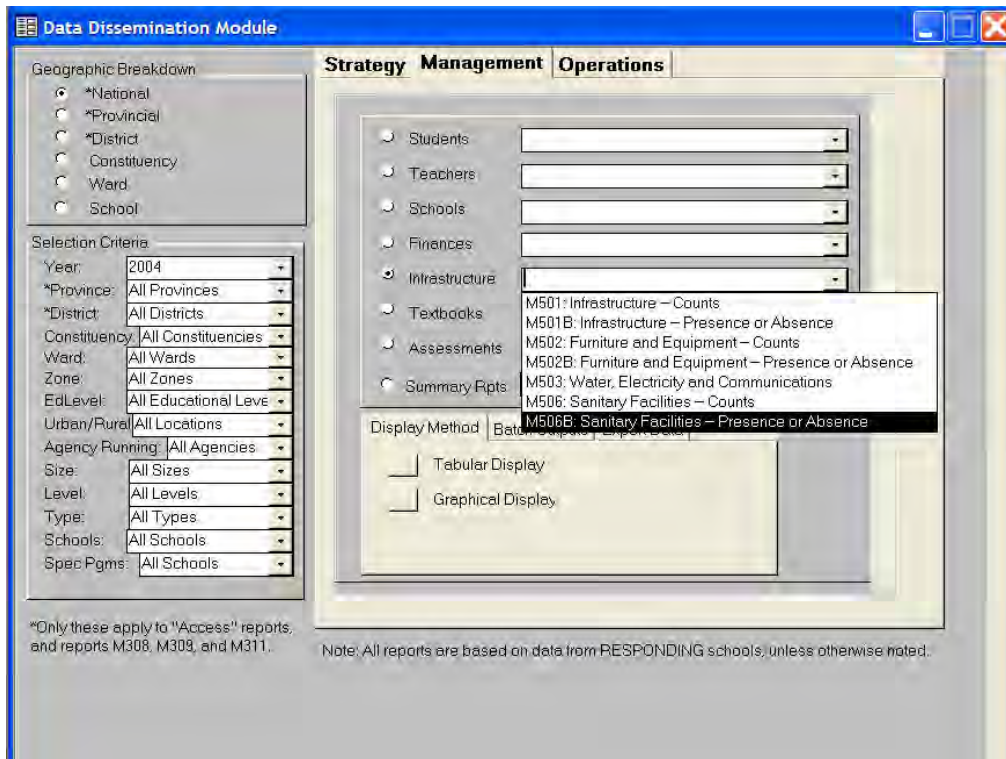 Data Dissemination Module
Geographic Breakdown
*National
*Provincial
*District
Constituency
Ward
School
Selection Criteria
Year: 2004
*Province: All Provinces
*District: All Districts
Constituency: All Constituencies
Ward: All Wards
Zone: All Zones
EdLevel: All Educational Leve
Urban/Rural All Locations
Agency Running: All Agencies
Size: All Sizes
Level: All Levels
Type: All Types
Schools: All Schools
Spec Pgms: All Schools
*Only these apply to "Access" reports,
and reports M308, M309, and M311.
Strategy Management Operations
Students
Teachers
Schools
Finances
Infrastructure
Textbooks
Assessments
Summary Rpts
M501: Infrastructure – Counts
M501B: Infrastructure – Presence or Absence
M502: Furniture and Equipment – Counts
M502B: Furniture and Equipment – Presence or Absence
M503: Water, Electricity and Communications
M506: Sanitary Facilities – Counts
M506B: Sanitary Facilities – Presence or Absence
Display Method Batch Outputs Export Data
Tabular Display
Graphical Display
Note: All reports are based on data from RESPONDING schools, unless otherwise noted.